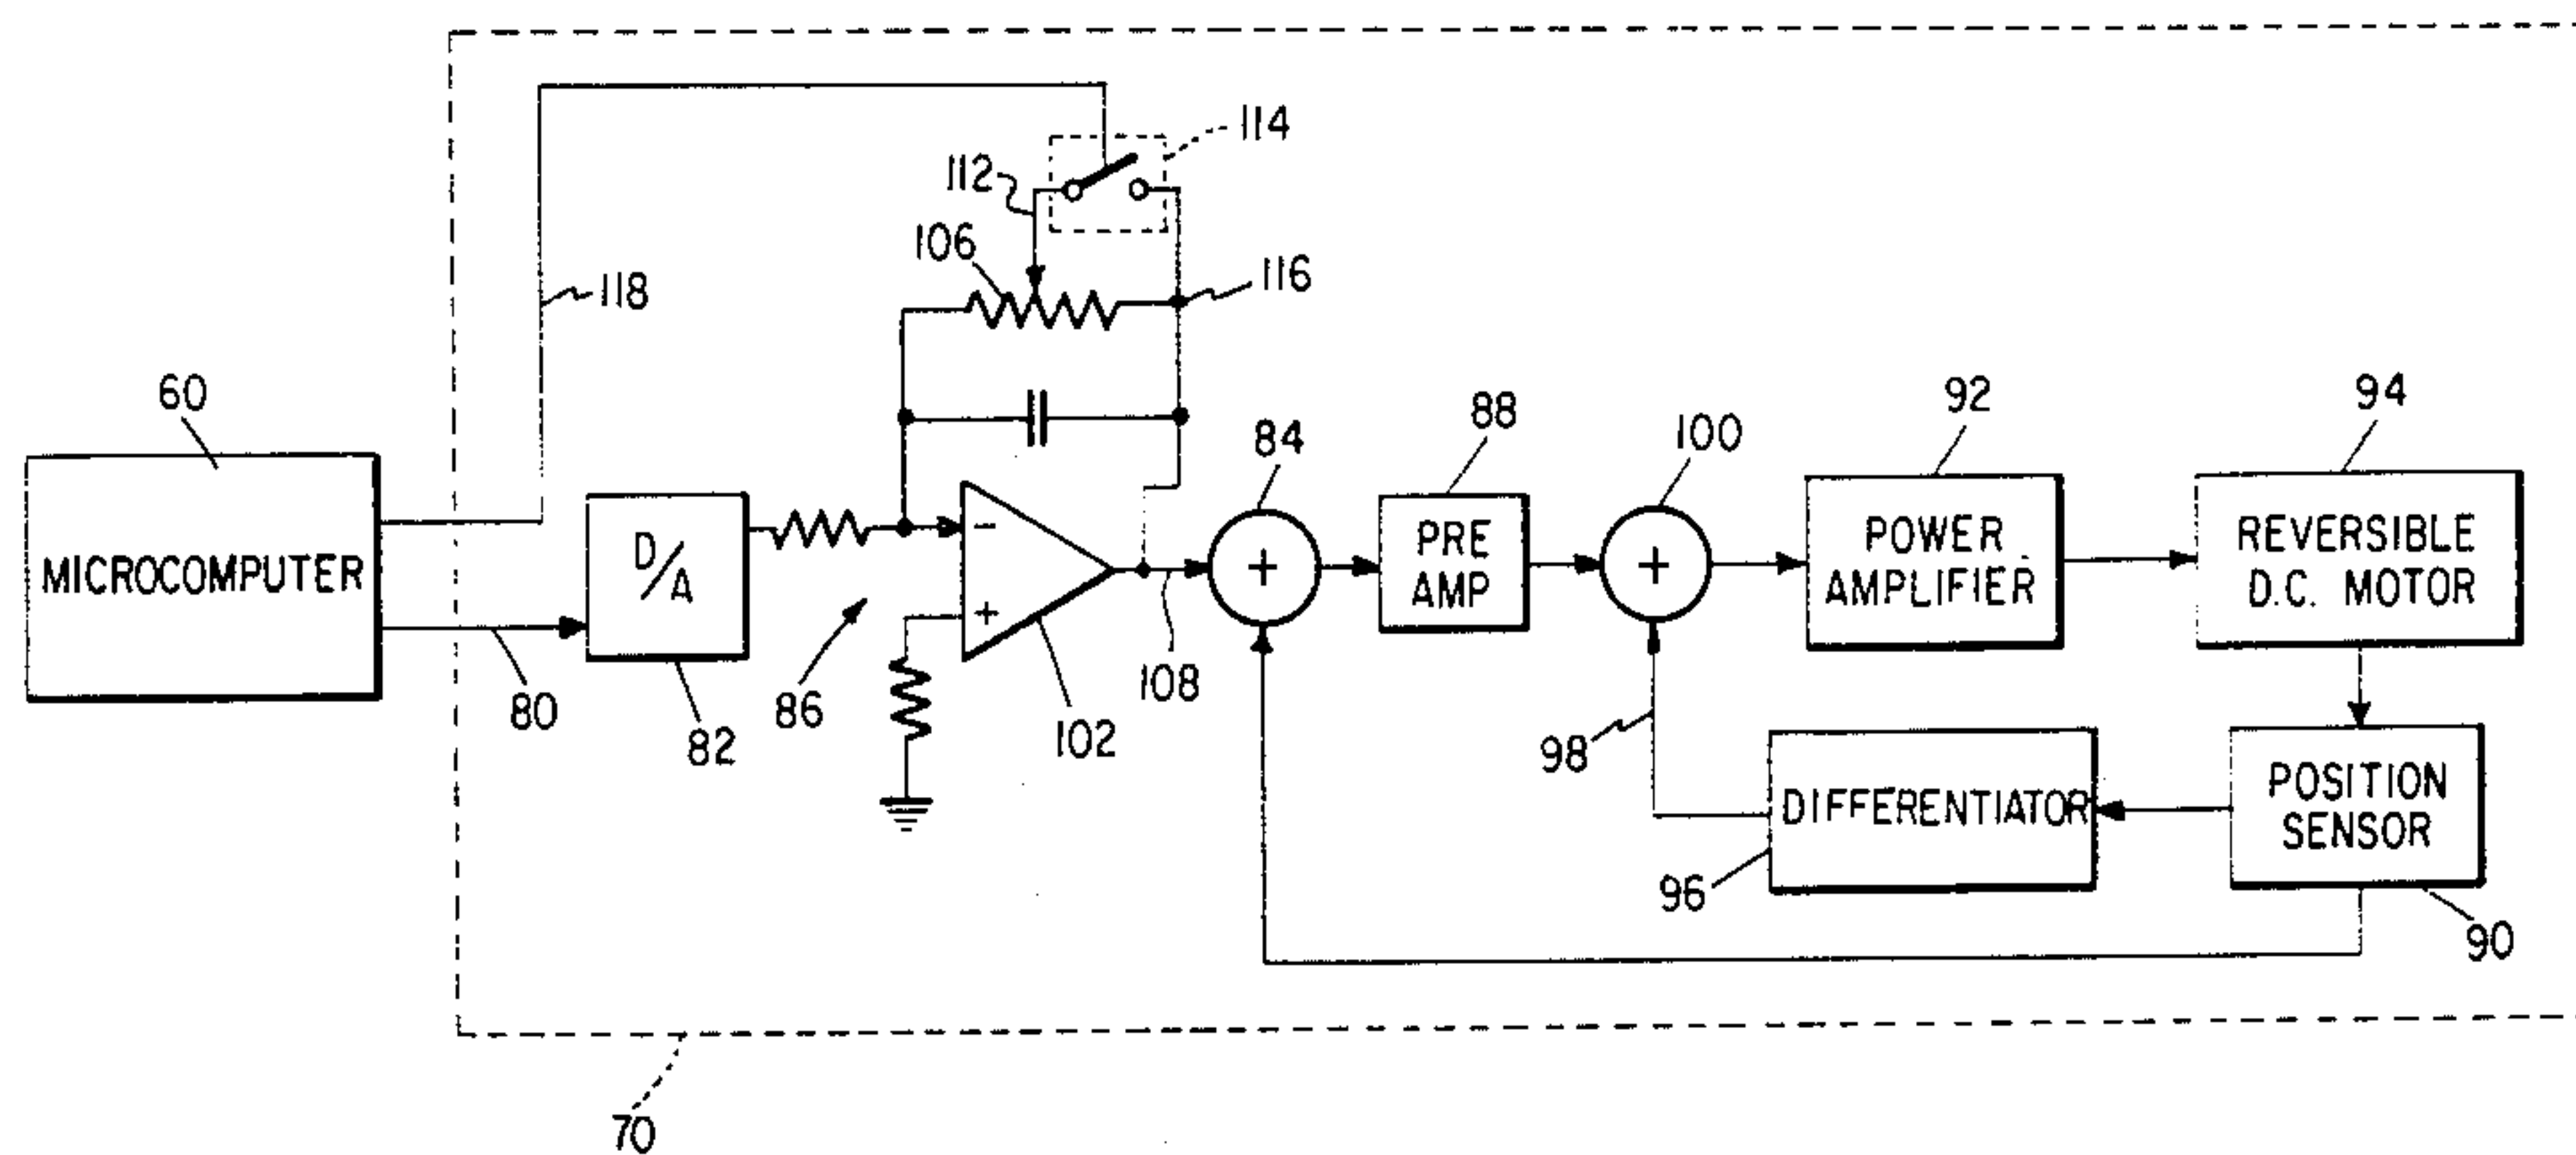 114
112
106
116
118
60
MICROCOMPUTER
80
D/A
82
86
-
+
102
108
84
+
88
PRE
AMP
100
+
92
POWER
AMPLIFIER
94
REVERSIBLE
D.C. MOTOR
98
DIFFERENTIATOR
96
POSITION
SENSOR
90
70